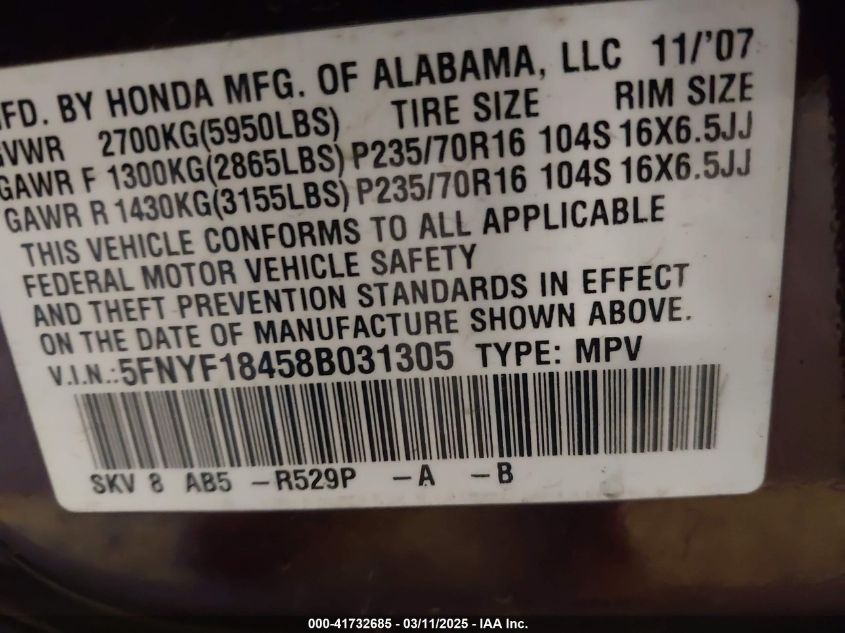 MFD. BY HONDA MFG. OF ALABAMA, LLC 11/'07
GVWR 2700KG(5950LBS) TIRE SIZE RIM SIZE
GAWR F 1300KG(2865LBS) P235/70R16 104S 16X6.5JJ
GAWR R 1430KG(3155LBS) P235/70R16 104S 16X6.5JJ
THIS VEHICLE CONFORMS TO ALL APPLICABLE
FEDERAL MOTOR VEHICLE SAFETY
AND THEFT PREVENTION STANDARDS IN EFFECT
ON THE DATE OF MANUFACTURE SHOWN ABOVE.
V.I.N.:5FNYF18458B031305 TYPE: MPV
SKV 8 AB5 -R529P -A -B
000-41732685 - 03/11/2025 - IAA Inc.